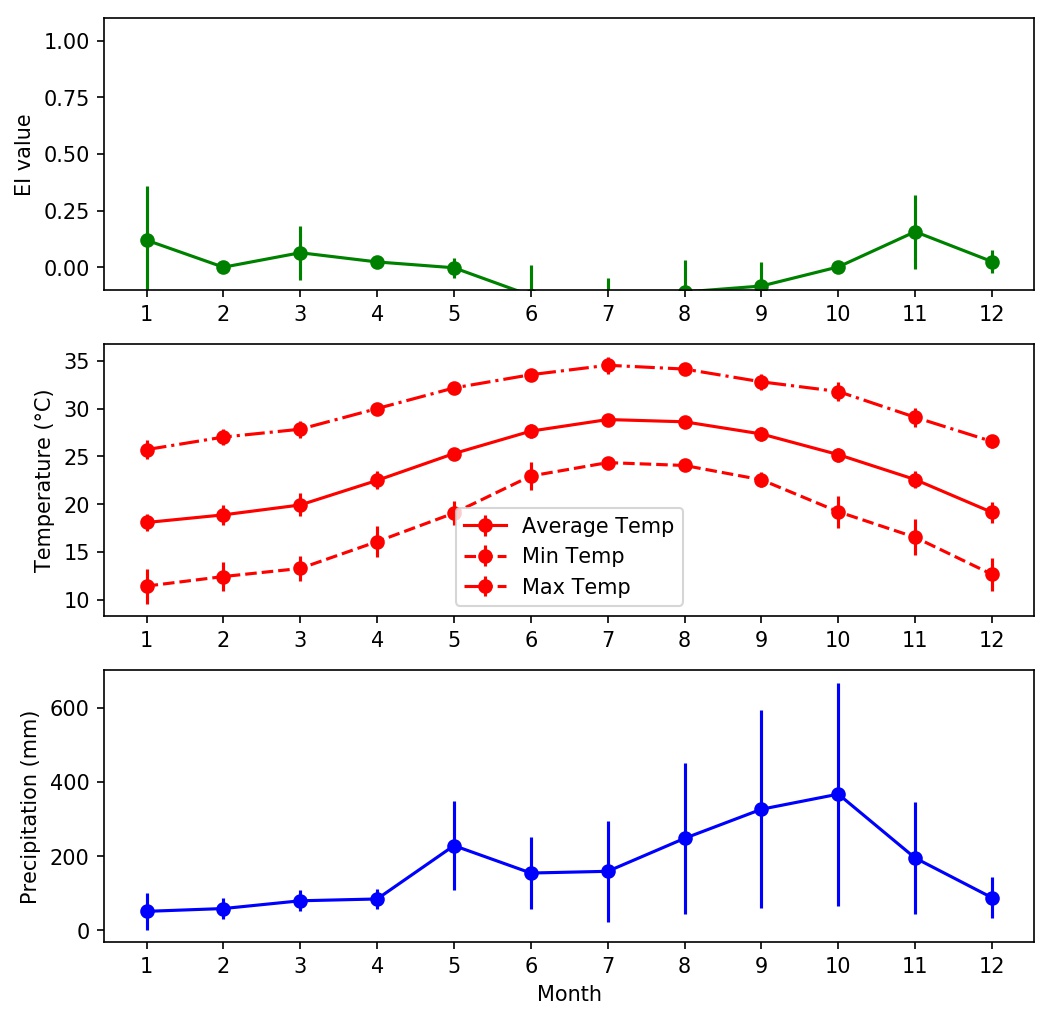 EI value
1.00
0.75
0.50
0.25
0.00
1 2 3 4 5 6 7 8 9 10 11 12
Temperature (°C)
35
30
25
20
15
10
Average Temp
Min Temp
Max Temp
1 2 3 4 5 6 7 8 9 10 11 12
Precipitation (mm)
600
400
200
0
1 2 3 4 5 6 7 8 9 10 11 12
Month